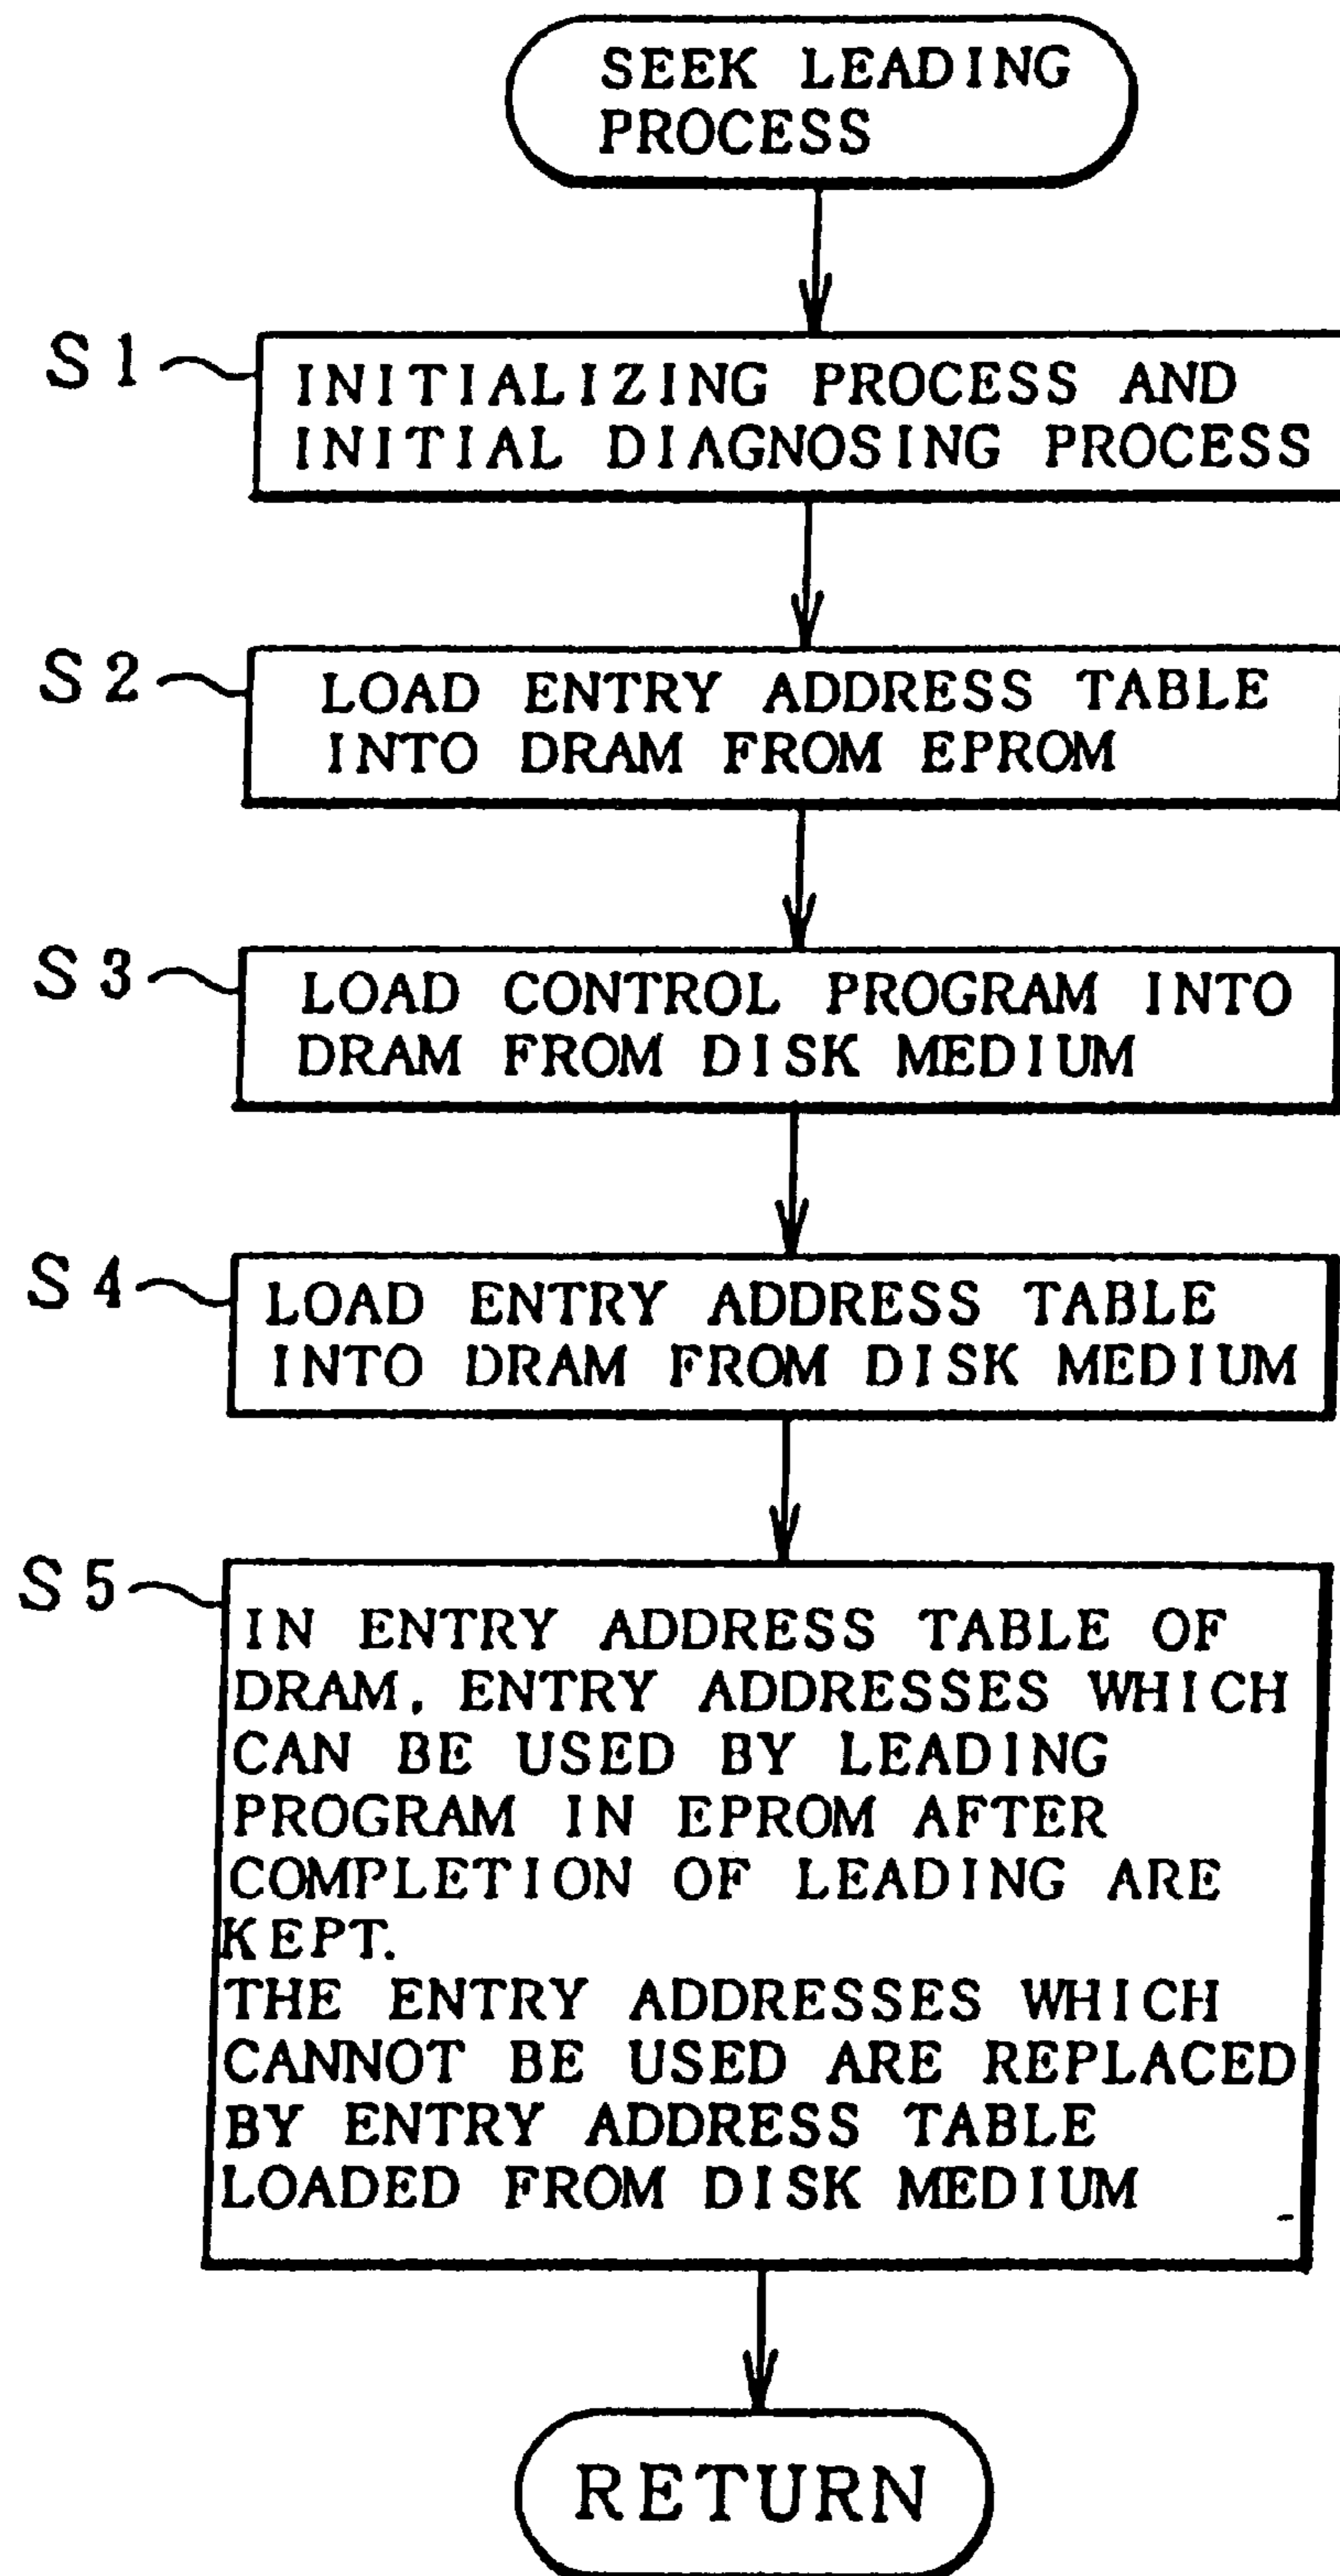 SEEK LEADING
PROCESS
S1
INITIALIZING PROCESS AND
INITIAL DIAGNOSING PROCESS
S2
LOAD ENTRY ADDRESS TABLE
INTO DRAM FROM EPROM
S3
LOAD CONTROL PROGRAM INTO
DRAM FROM DISK MEDIUM
S4
LOAD ENTRY ADDRESS TABLE
INTO DRAM FROM DISK MEDIUM
S5
IN ENTRY ADDRESS TABLE OF
DRAM, ENTRY ADDRESSES WHICH
CAN BE USED BY LEADING
PROGRAM IN EPROM AFTER
COMPLETION OF LEADING ARE
KEPT.
THE ENTRY ADDRESSES WHICH
CANNOT BE USED ARE REPLACED
BY ENTRY ADDRESS TABLE
LOADED FROM DISK MEDIUM
RETURN